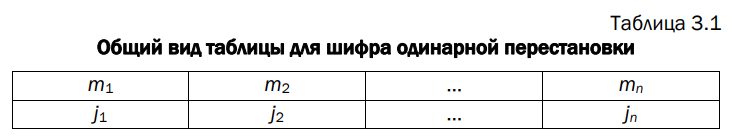 Таблица 3.1
Общий вид таблицы для шифра одинарной перестановки
m1 m2 ... mn
j1 j2 ... jn